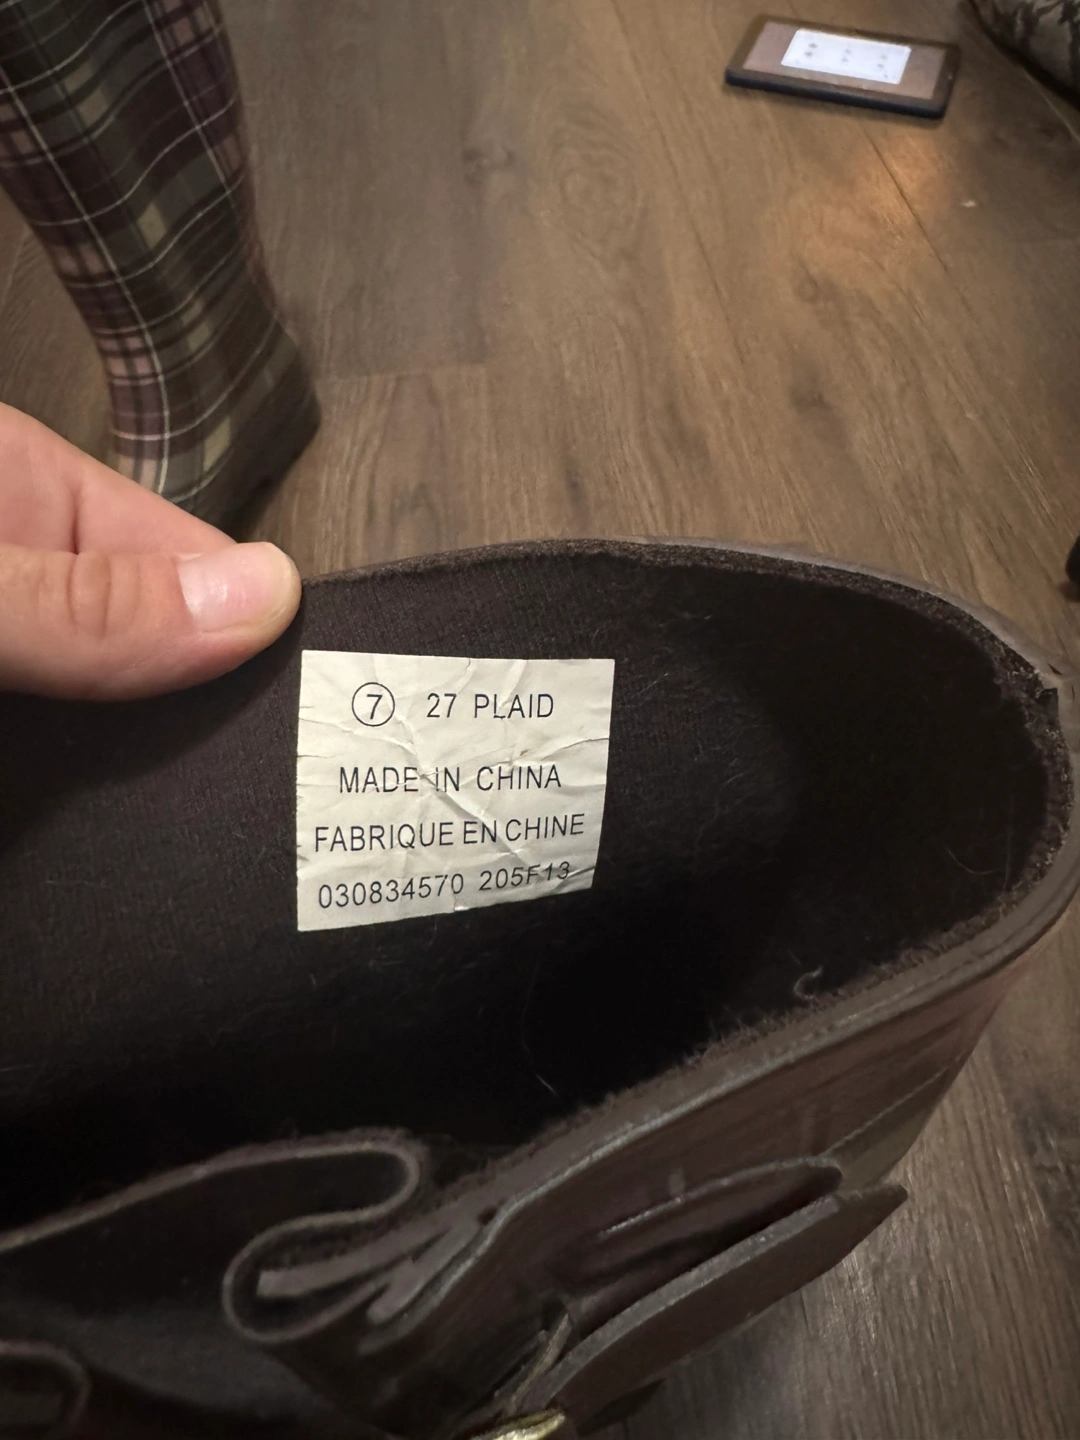 7 27 PLAID
MADE IN CHINA
FABRIQUE EN CHINE
030834570 205F13